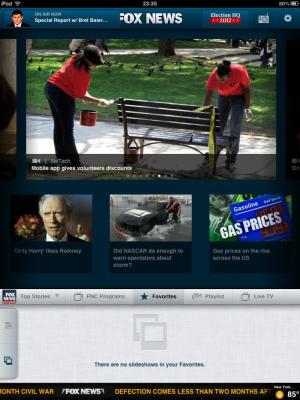 iPad
23:35
80%
ON AIR NOW
Special Report w/ Bret Baier...
FOX NEWS
Election HQ
2012
SciTech
Mobile app gives volunteers discounts
Gasoline
GAS PRICES
'Dirty Harry' likes Romney
Did NASCAR do enough to warn spectators about storm?
Gas prices on the rise across the US
FOX NEWS
Top Stories
FNC Programs
Favorites
Playlist
Live TV
There are no slideshows in your Favorites.
MONTH CIVIL WAR
FOX NEWS
DEFECTION COMES LESS THAN TWO MONTHS AF
New York,
85°